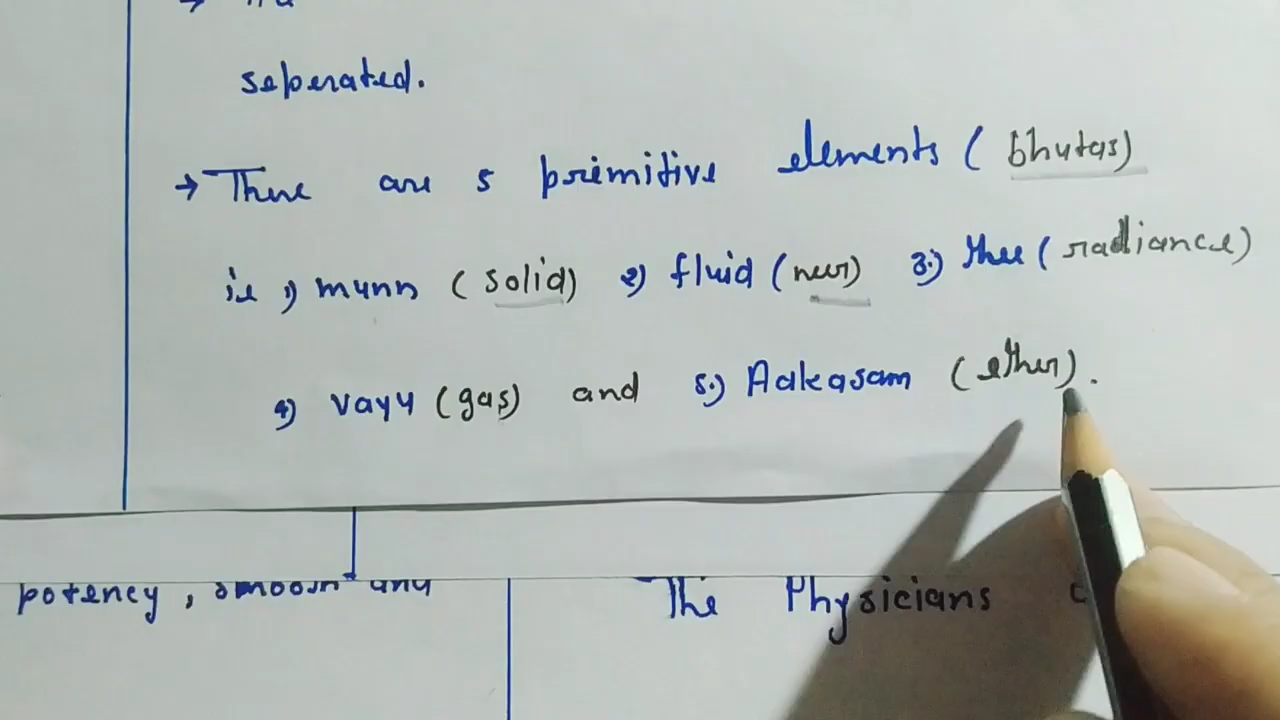 seperated.
→ There are 5 primitive elements ( bhutas)
ie 1) munn ( solid) 2) fluid ( neer) 3.) thee ( radiance)
4) vayu (gas) and 5.) Aakasam ( ether).
potency, smooth and
The Physicians